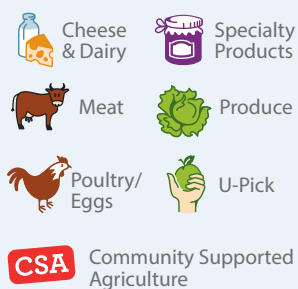 Cheese
& Dairy
Specialty
Products
Meat
Produce
Poultry/
Eggs
U-Pick
CSA
Community Supported
Agriculture